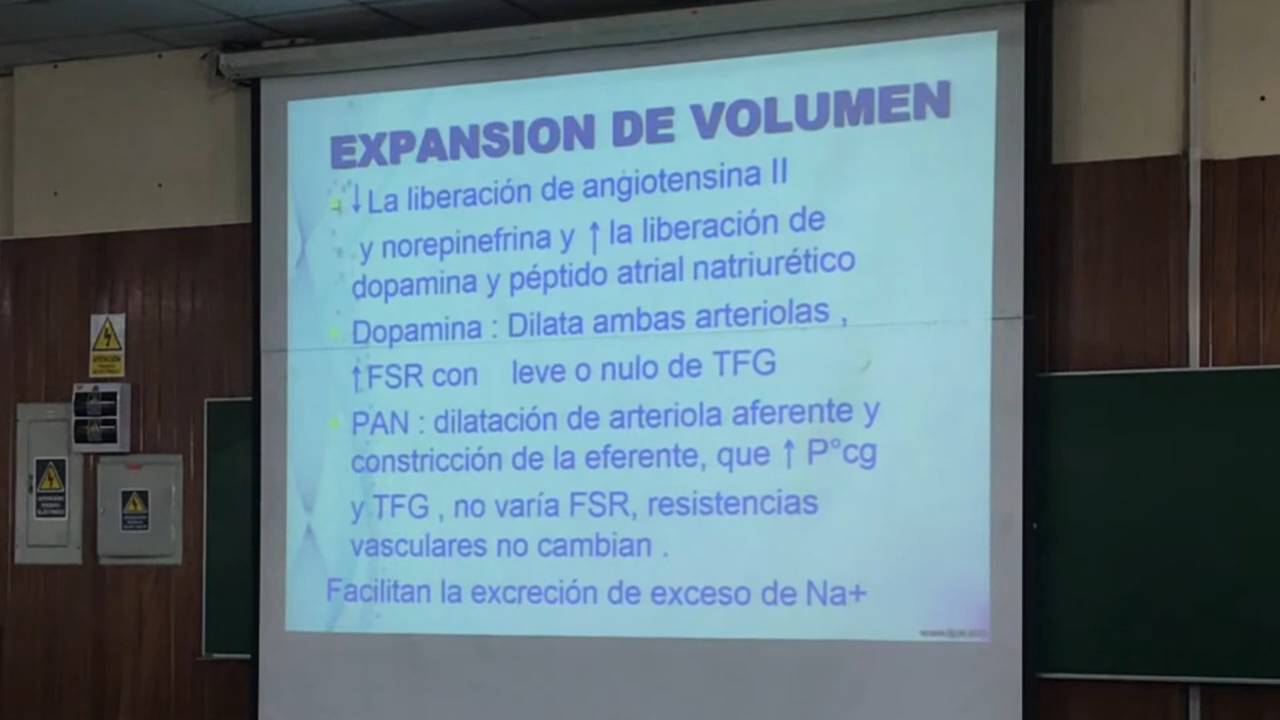 EXPANSION DE VOLUMEN
↓ La liberación de angiotensina II
y norepinefrina y ↑ la liberación de
dopamina y péptido atrial natriurético
Dopamina : Dilata ambas arteriolas ,
↑FSR con leve o nulo de TFG
PAN : dilatación de arteriola aferente y
constricción de la eferente, que ↑ P°cg
y TFG , no varía FSR, resistencias
vasculares no cambian .
Facilitan la excreción de exceso de Na+
ATENCIÓN